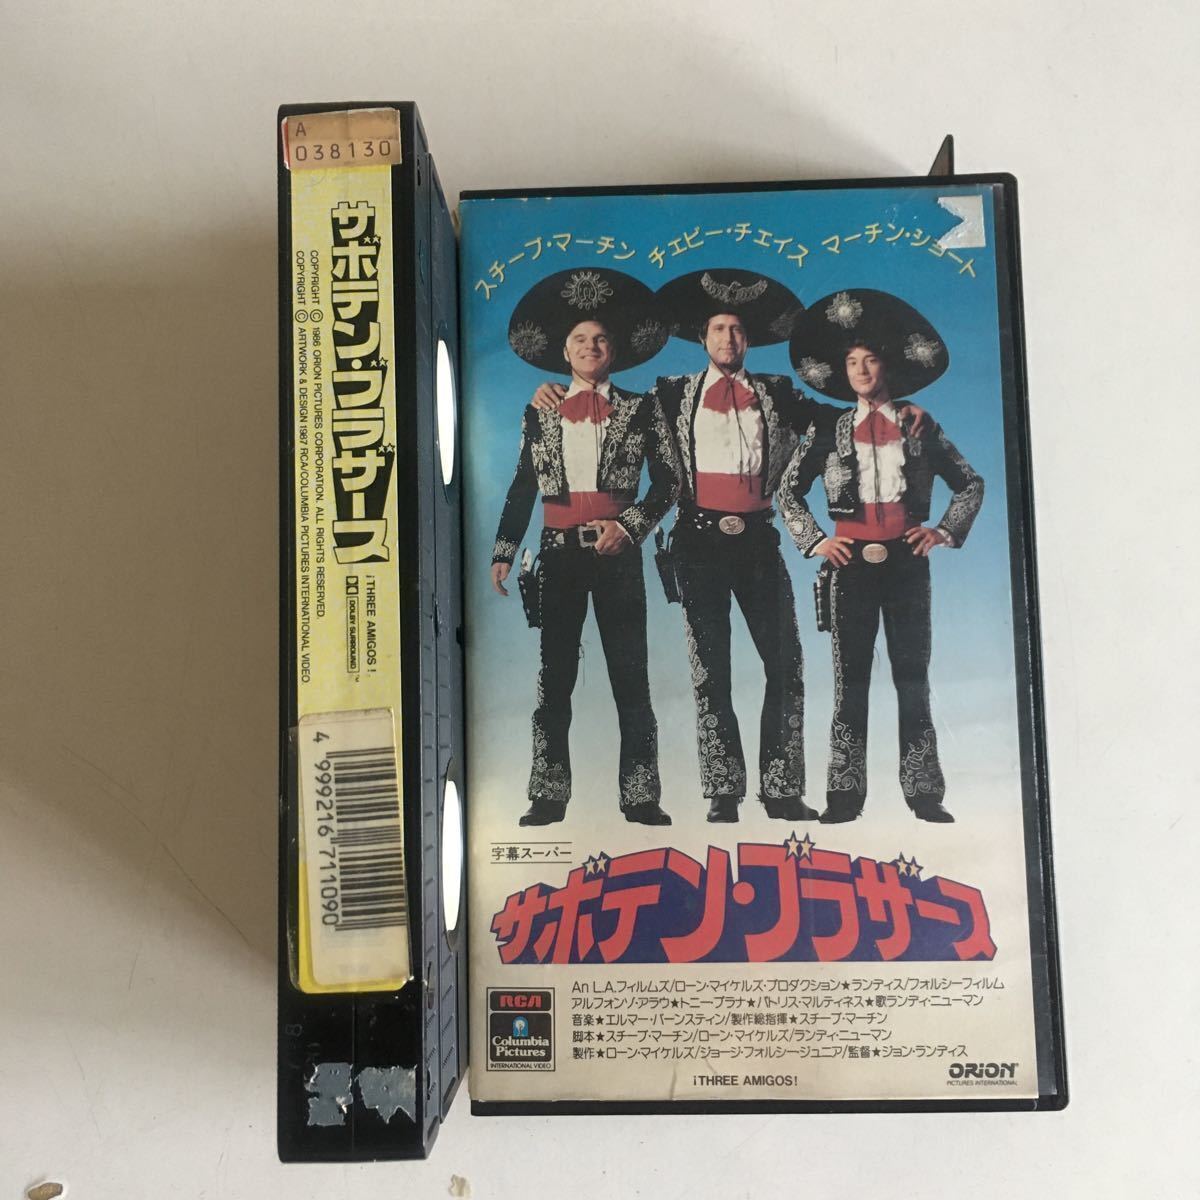 A
038130
サボテン・ブラザース
COPYRIGHT Ⓒ 1986 ORION PICTURES CORPORATION. ALL RIGHTS RESERVED.
COPYRIGHT Ⓒ ARTWORK & DESIGN 1987 RCA/COLUMBIA PICTURES INTERNATIONAL VIDEO.
¡THREE AMIGOS!
DOLBY SURROUND™
4 999216 711090
スチーブ・マーチン チェビー・チェイス マーチン・ショート
字幕スーパー
サボテン・ブラザース
An L.A.フィルムズ/ローン・マイケルズ・プロダクション★ランディス/フォルシーフィルム
アルフォンソ・アラウ★トニー・プラナ★パトリス・マルティネス★歌ランディ・ニューマン
音楽★エルマー・バーンスティン/製作総指揮★スチーブ・マーチン
脚本★スチーブ・マーチン/ローン・マイケルズ/ランディ・ニューマン
製作★ローン・マイケルズ/ジョージ・フォルシー・ジュニア/監督★ジョン・ランディス
RCA
Columbia
Pictures
INTERNATIONAL VIDEO
¡THREE AMIGOS!
ORION
PICTURES INTERNATIONAL